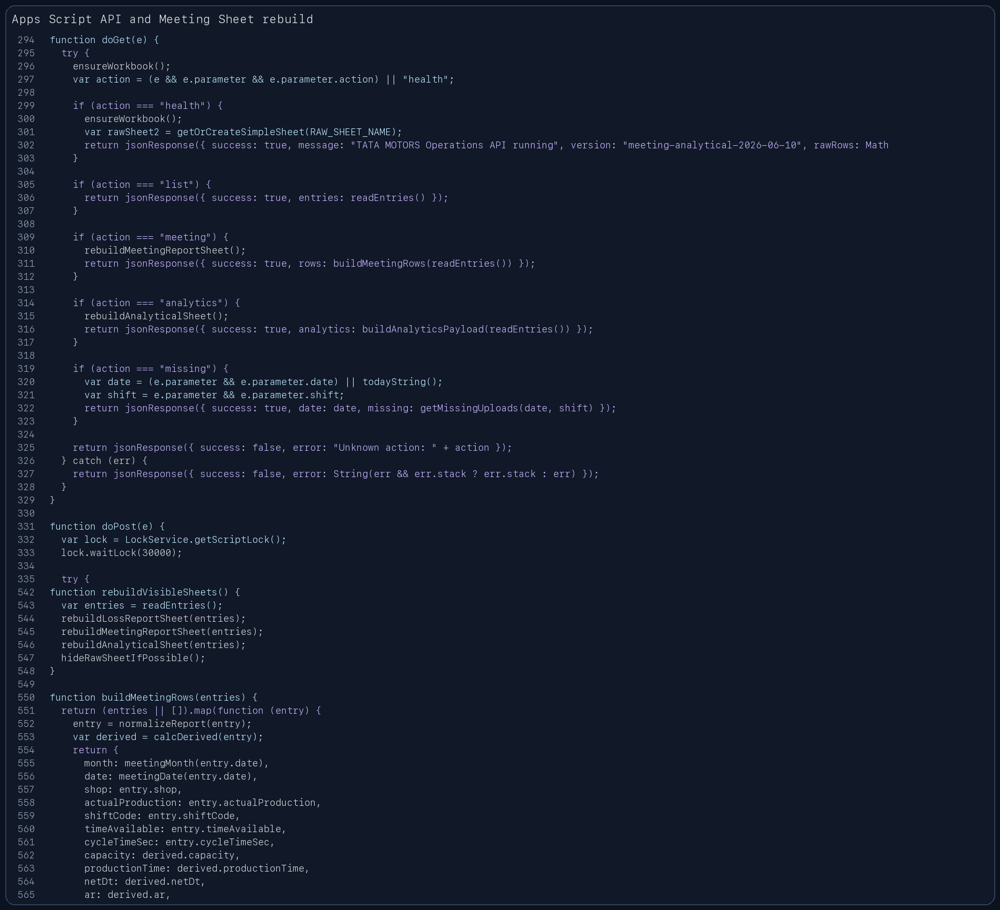 Apps Script API and Meeting Sheet rebuild
294 function doGet(e) {
295   try {
296     ensureWorkbook();
297     var action = (e && e.parameter && e.parameter.action) || "health";
298
299     if (action === "health") {
300       ensureWorkbook();
301       var rawSheet2 = getOrCreateSimpleSheet(RAW_SHEET_NAME);
302       return jsonResponse({ success: true, message: "TATA MOTORS Operations API running", version: "meeting-analytical-2026-06-10", rawRows: Math
303     }
304
305     if (action === "list") {
306       return jsonResponse({ success: true, entries: readEntries() });
307     }
308
309     if (action === "meeting") {
310       rebuildMeetingReportSheet();
311       return jsonResponse({ success: true, rows: buildMeetingRows(readEntries()) });
312     }
313
314     if (action === "analytics") {
315       rebuildAnalyticalSheet();
316       return jsonResponse({ success: true, analytics: buildAnalyticsPayload(readEntries()) });
317     }
318
319     if (action === "missing") {
320       var date = (e.parameter && e.parameter.date) || todayString();
321       var shift = e.parameter && e.parameter.shift;
322       return jsonResponse({ success: true, date: date, missing: getMissingUploads(date, shift) });
323     }
324
325     return jsonResponse({ success: false, error: "Unknown action: " + action });
326   } catch (err) {
327     return jsonResponse({ success: false, error: String(err && err.stack ? err.stack : err) });
328   }
329 }
330
331 function doPost(e) {
332   var lock = LockService.getScriptLock();
333   lock.waitLock(30000);
334
335   try {
542 function rebuildVisibleSheets() {
543   var entries = readEntries();
544   rebuildLossReportSheet(entries);
545   rebuildMeetingReportSheet(entries);
546   rebuildAnalyticalSheet(entries);
547   hideRawSheetIfPossible();
548 }
549
550 function buildMeetingRows(entries) {
551   return (entries || []).map(function (entry) {
552     entry = normalizeReport(entry);
553     var derived = calcDerived(entry);
554     return {
555       month: meetingMonth(entry.date),
556       date: meetingDate(entry.date),
557       shop: entry.shop,
558       actualProduction: entry.actualProduction,
559       shiftCode: entry.shiftCode,
560       timeAvailable: entry.timeAvailable,
561       cycleTimeSec: entry.cycleTimeSec,
562       capacity: derived.capacity,
563       productionTime: derived.productionTime,
564       netDt: derived.netDt,
565       ar: derived.ar,